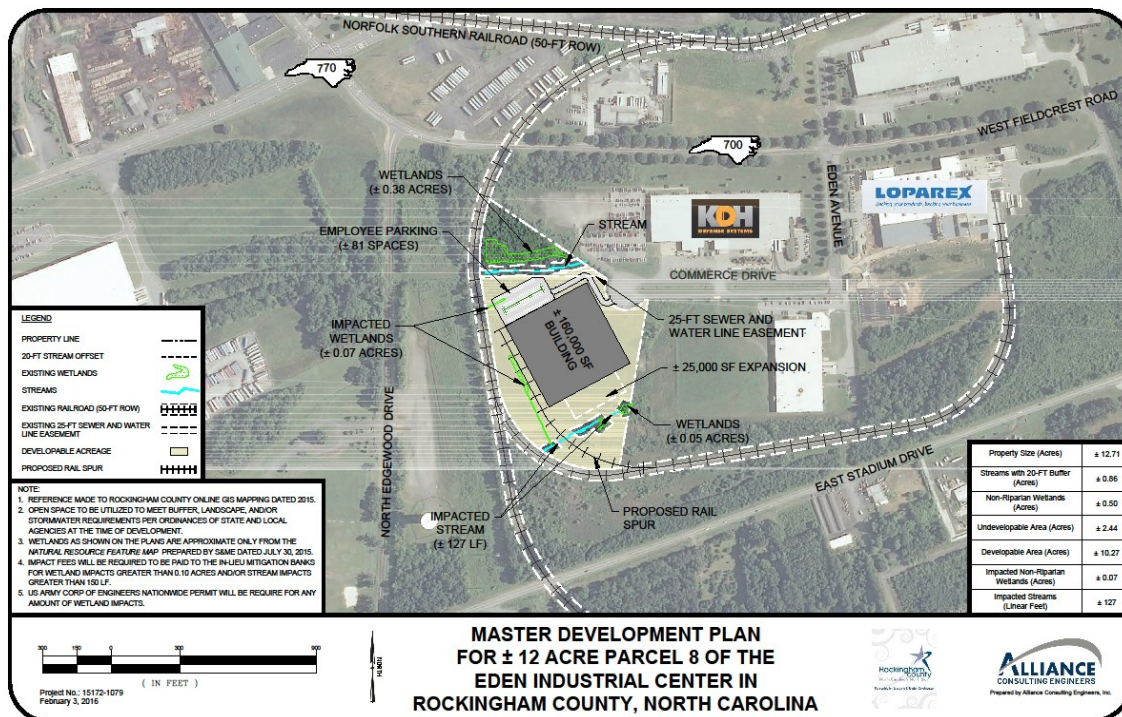 NORFOLK SOUTHERN RAILROAD (50-FT ROW)
770
700
WEST FIELDCREST ROAD
EDEN AVENUE
LOPAREX
KDH
DEFENSE SYSTEMS
WETLANDS
(± 0.38 ACRES)
STREAM
EMPLOYEE PARKING
(± 81 SPACES)
COMMERCE DRIVE
25-FT SEWER AND
WATER LINE EASEMENT
IMPACTED
WETLANDS
(± 0.07 ACRES)
± 160,000 SF
BUILDING
± 25,000 SF EXPANSION
WETLANDS
(± 0.05 ACRES)
NORTH EDGEWOOD DRIVE
EAST STADIUM DRIVE
IMPACTED
STREAM
(± 127 LF)
PROPOSED RAIL
SPUR
LEGEND
PROPERTY LINE
20-FT STREAM OFFSET
EXISTING WETLANDS
STREAMS
EXISTING RAILROAD (50-FT ROW)
EXISTING 25-FT SEWER AND WATER
LINE EASEMENT
DEVELOPABLE ACREAGE
PROPOSED RAIL SPUR
NOTE:
1. REFERENCE MADE TO ROCKINGHAM COUNTY ONLINE GIS MAPPING DATED 2015.
2. OPEN SPACE TO BE UTILIZED TO MEET BUFFER, LANDSCAPE, AND/OR
STORMWATER REQUIREMENTS PER ORDINANCES OF STATE AND LOCAL
AGENCIES AT THE TIME OF DEVELOPMENT.
3. WETLANDS AS SHOWN ON THE PLANS ARE APPROXIMATE ONLY FROM THE
NATURAL RESOURCE FEATURE MAP PREPARED BY S&ME DATED JULY 30, 2015.
4. IMPACT FEES WILL BE REQUIRED TO BE PAID TO THE IN-LIEU MITIGATION BANKS
FOR WETLAND IMPACTS GREATER THAN 0.10 ACRES AND/OR STREAM IMPACTS
GREATER THAN 150 LF.
5. US ARMY CORP OF ENGINEERS NATIONWIDE PERMIT WILL BE REQUIRE FOR ANY
AMOUNT OF WETLAND IMPACTS.
Property Size (Acres) ± 12.71
Streams with 20-FT Buffer
(Acres) ± 0.86
Non-Riparian Wetlands
(Acres) ± 0.50
Undevelopable Area (Acres) ± 2.44
Developable Area (Acres) ± 10.27
Impacted Non-Riparian
Wetlands (Acres) ± 0.07
Impacted Streams
(Linear Feet) ± 127
300 150 0 300 900
( IN FEET )
NORTH
Project No.: 15172-1079
February 3, 2016
MASTER DEVELOPMENT PLAN
FOR ± 12 ACRE PARCEL 8 OF THE
EDEN INDUSTRIAL CENTER IN
ROCKINGHAM COUNTY, NORTH CAROLINA
Rockingham
County
ALLIANCE
CONSULTING ENGINEERS
Prepared by Alliance Consulting Engineers, Inc.